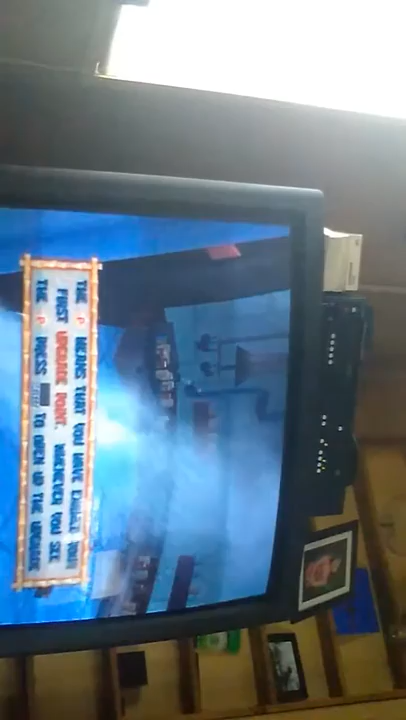 THE P MEANS THAT YOU HAVE EARNED YOUR
FIRST UPGRADE POINT. WHENEVER YOU SEE
THE P PRESS TO OPEN UP THE UPGRADE